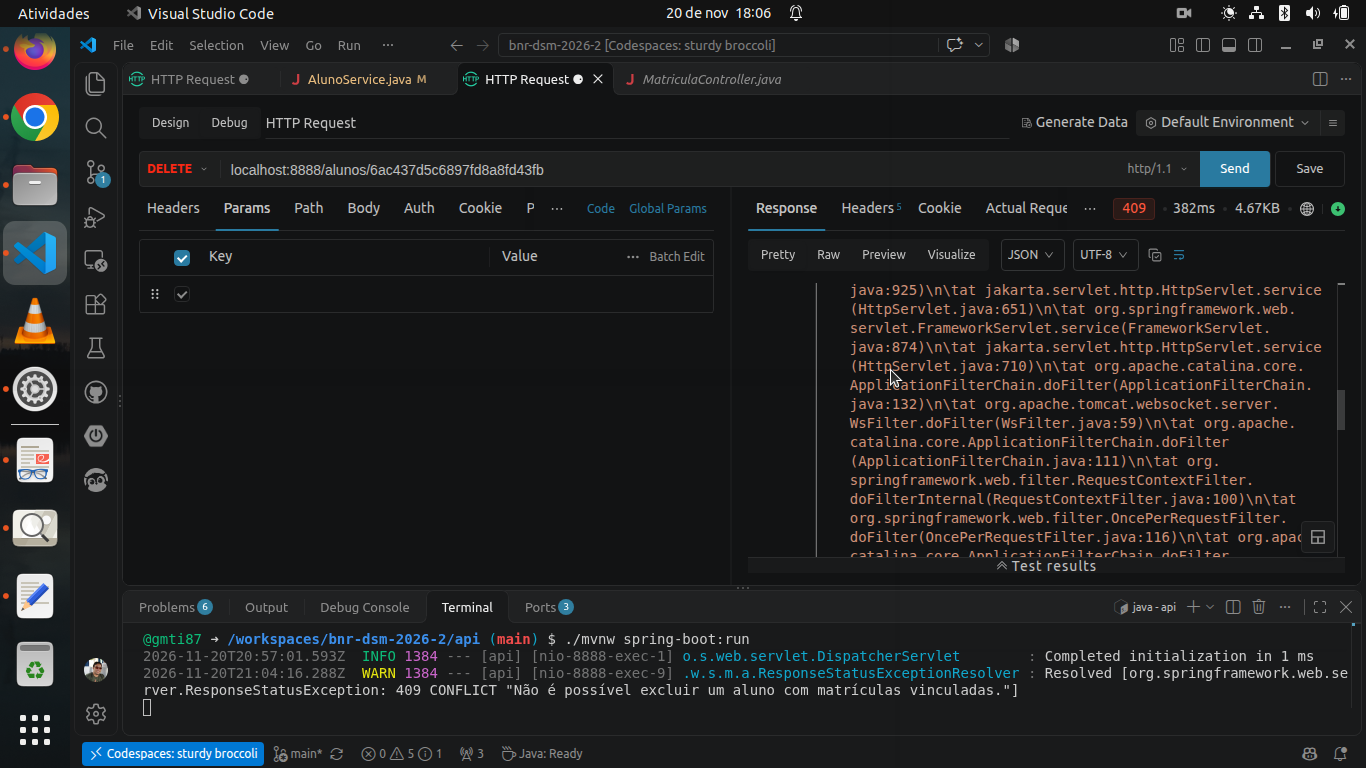 Atividades
Visual Studio Code
20 de nov 18:06
File Edit Selection View Go Run ···
bnr-dsm-2026-2 [Codespaces: sturdy broccoli]
HTTP Request
AlunoService.java M
HTTP Request
MatriculaController.java
Design Debug HTTP Request
Generate Data
Default Environment
DELETE
localhost:8888/alunos/6ac437d5c6897fd8a8fd43fb
http/1.1
Send
Save
Headers Params Path Body Auth Cookie P ··· Code Global Params
Response Headers 5 Cookie Actual Reque ··· 409 • 382ms • 4.67KB
Key Value ··· Batch Edit
Pretty Raw Preview Visualize JSON UTF-8
java:925)\n\tat jakarta.servlet.http.HttpServlet.service
(HttpServlet.java:651)\n\tat org.springframework.web.
servlet.FrameworkServlet.service(FrameworkServlet.
java:874)\n\tat jakarta.servlet.http.HttpServlet.service
(HttpServlet.java:710)\n\tat org.apache.catalina.core.
ApplicationFilterChain.doFilter(ApplicationFilterChain.
java:132)\n\tat org.apache.tomcat.websocket.server.
WsFilter.doFilter(WsFilter.java:59)\n\tat org.apache.
catalina.core.ApplicationFilterChain.doFilter
(ApplicationFilterChain.java:111)\n\tat org.
springframework.web.filter.RequestContextFilter.
doFilterInternal(RequestContextFilter.java:100)\n\tat
org.springframework.web.filter.OncePerRequestFilter.
doFilter(OncePerRequestFilter.java:116)\n\tat org.apac
catalina.core.ApplicationFilterChain.doFilter
Test results
Problems 6 Output Debug Console Terminal Ports 3
java - api
@gmti87 ➜ /workspaces/bnr-dsm-2026-2/api (main) $ ./mvnw spring-boot:run
2026-11-20T20:57:01.593Z INFO 1384 --- [api] [nio-8888-exec-1] o.s.web.servlet.DispatcherServlet : Completed initialization in 1 ms
2026-11-20T21:04:16.288Z WARN 1384 --- [api] [nio-8888-exec-9] .w.s.m.a.ResponseStatusExceptionResolver : Resolved [org.springframework.web.se
rver.ResponseStatusException: 409 CONFLICT "Não é possível excluir um aluno com matrículas vinculadas."]
1
Codespaces: sturdy broccoli
main*
0 5 1
3
Java: Ready